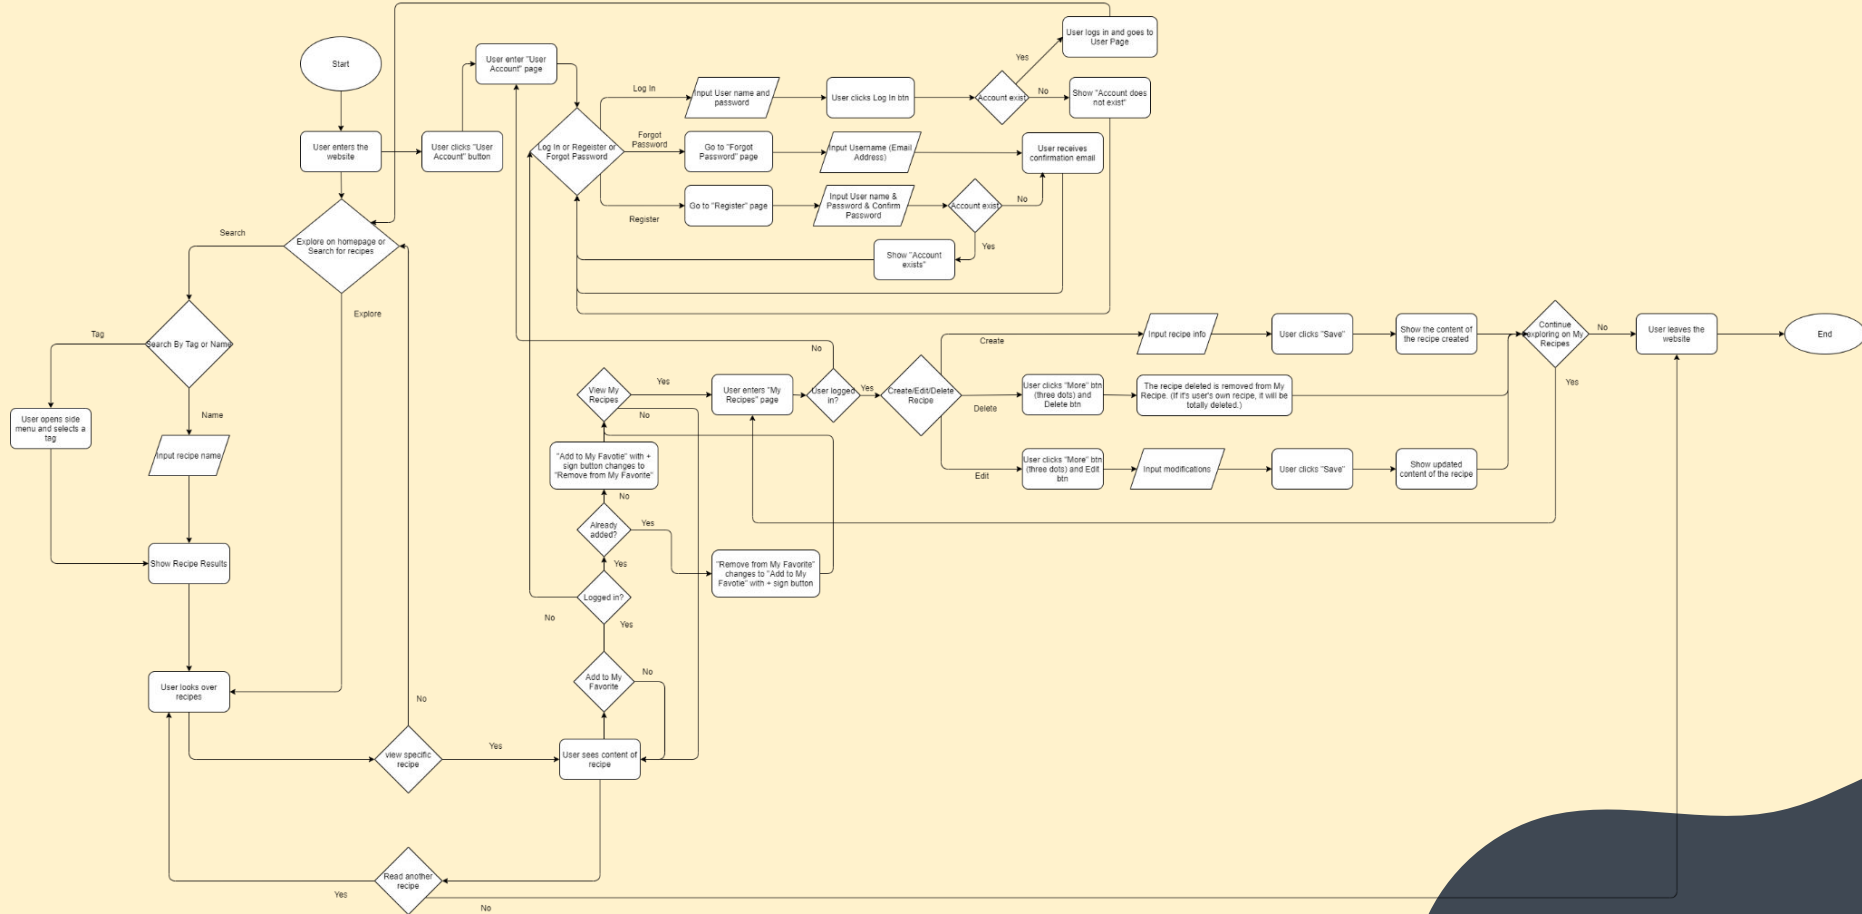 Start
User enters the
website
User clicks "User
Account" button
User enter "User
Account" page
Log In or Regeister or
Forgot Password
Log In
Input User name and
password
User clicks Log In btn
Account exist
Yes
User logs in and goes to
User Page
No
Show "Account does
not exist"
Forgot
Password
Go to "Forgot
Password" page
Input Username (Email
Address)
User receives
confirmation email
Register
Go to "Register" page
Input User name &
Password & Confirm
Password
Account exist
No
Yes
Show "Account
exists"
Explore on homepage or
Search for recipes
Search
Explore
Search By Tag or Name
Tag
Name
User opens side
menu and selects a
tag
Input recipe name
Show Recipe Results
User looks over
recipes
view specific
recipe
No
Yes
User sees content of
recipe
Add to My
Favorite
No
Yes
Logged in?
No
Yes
Already
added?
Yes
No
"Remove from My Favorite"
changes to "Add to My
Favotie" with + sign button
"Add to My Favotie" with +
sign button changes to
"Remove from My Favorite"
View My
Recipes
Yes
No
User enters "My
Recipes" page
User logged
in?
No
Yes
Create/Edit/Delete
Recipe
Create
Input recipe info
User clicks "Save"
Show the content of
the recipe created
Delete
User clicks "More" btn
(three dots) and
Delete btn
The recipe deleted is removed from My
Recipe. (If it's user's own recipe, it will be
totally deleted.)
Edit
User clicks "More" btn
(three dots) and Edit
btn
Input modifications
User clicks "Save"
Show updated
content of the recipe
Continue
exploring on My
Recipes
No
Yes
User leaves the
website
End
Read another
recipe
Yes
No